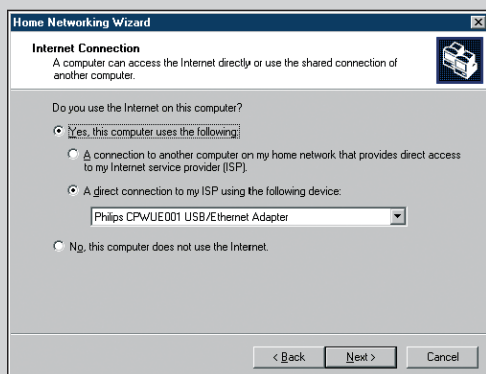 Home Networking Wizard
Internet Connection
A computer can access the Internet directly or use the shared connection of
another computer.
Do you use the Internet on this computer?
Yes, this computer uses the following:
A connection to another computer on my home network that provides direct access
to my Internet service provider (ISP).
A direct connection to my ISP using the following device:
Philips CPWUE001 USB/Ethernet Adapter
No, this computer does not use the Internet.
< Back Next > Cancel